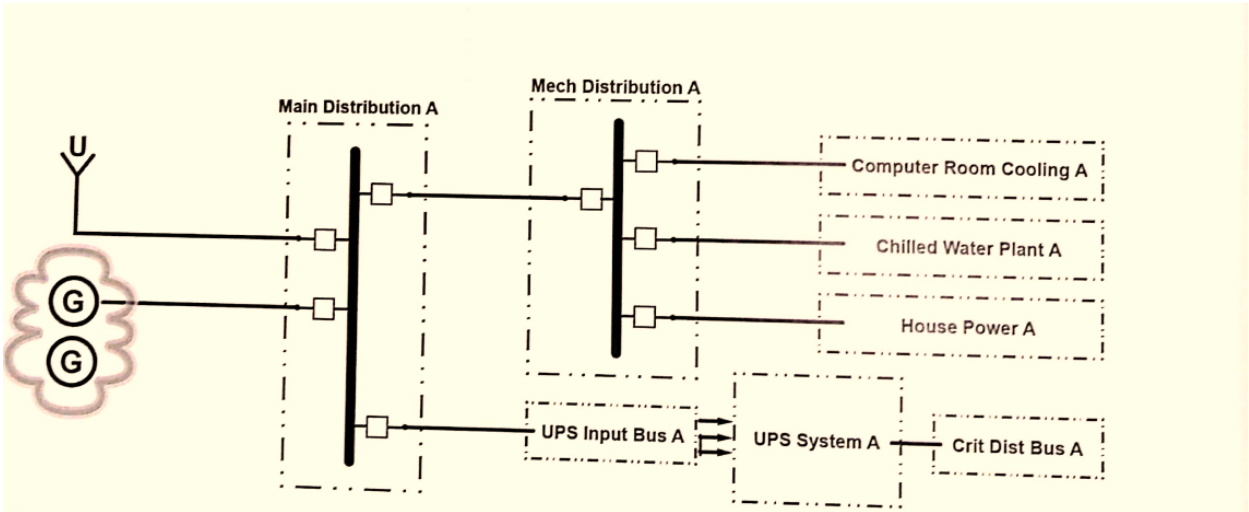 Mech Distribution A
Main Distribution A
U
Computer Room Cooling A
Chilled Water Plant A
G
House Power A
G
UPS Input Bus A
UPS System A
Crit Dist Bus A